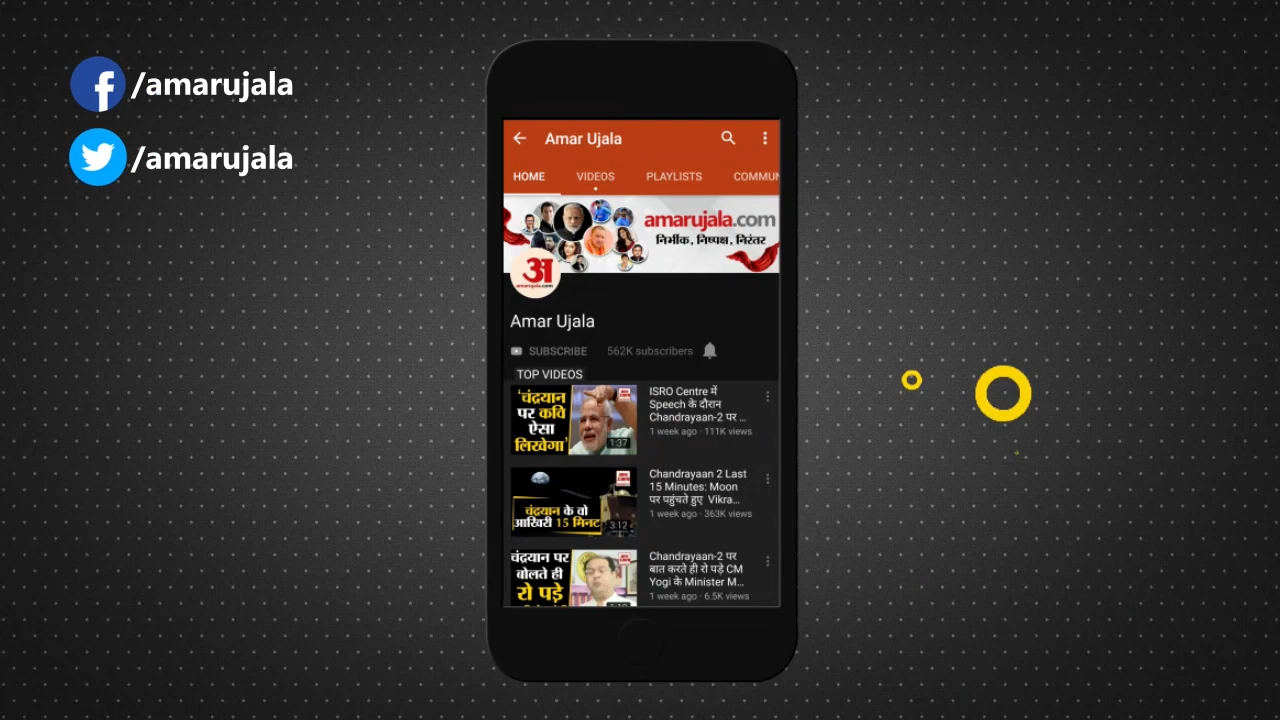 /amarujala
/amarujala
Amar Ujala
HOME
VIDEOS
PLAYLISTS
COMMUN
amarujala.com
निर्भीक, निष्पक्ष, निरंतर
अ
amarujala.com
Amar Ujala
SUBSCRIBE
562K subscribers
TOP VIDEOS
'चंद्रयान
पर कवि
ऐसा
लिखेगा'
1:37
ISRO Centre में
Speech के दौरान
Chandrayaan-2 पर ...
1 week ago · 111K views
चंद्रयान के वो
आखिरी 15 मिनट
3:12
Chandrayaan 2 Last
15 Minutes: Moon
पर पहुंचते हुए Vikra...
1 week ago · 363K views
चंद्रयान पर
बोलते ही
रो पड़े
Chandrayaan-2 पर
बात करते ही रो पड़े CM
Yogi के Minister M...
1 week ago · 6.5K views